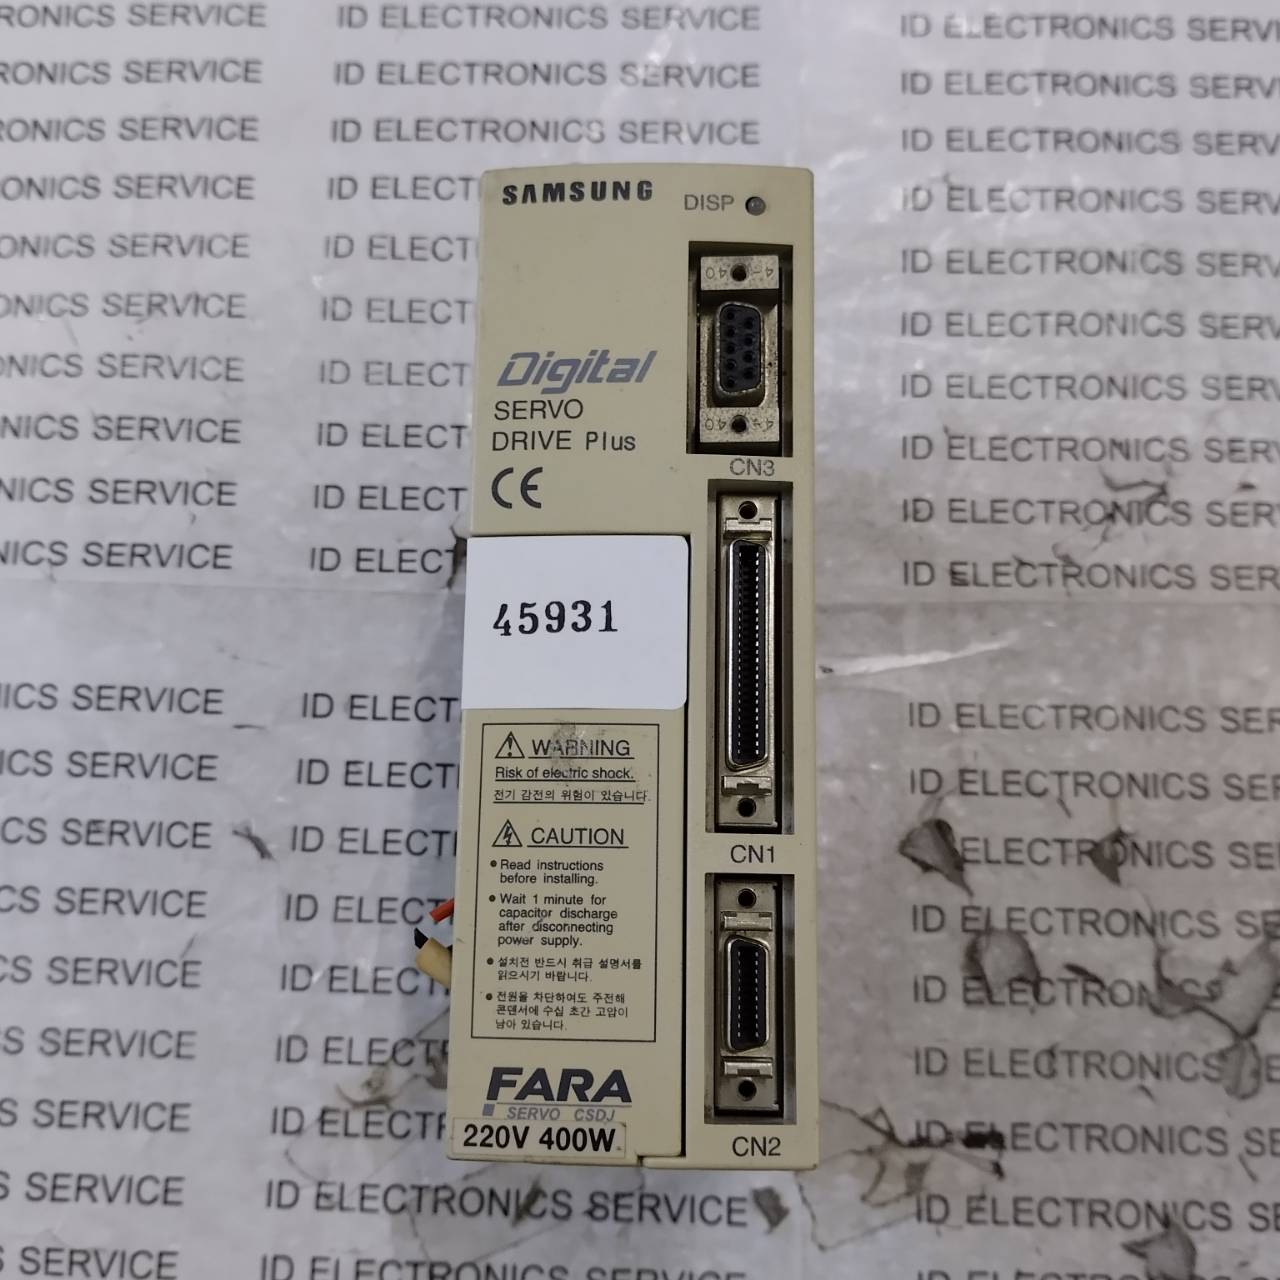 SAMSUNG
DISP
Digital
SERVO
DRIVE Plus
CE
CN3
45931
WARNING
Risk of electric shock.
전기 감전의 위험이 있습니다.
CAUTION
• Read instructions
before installing.
• Wait 1 minute for
capacitor discharge
after disconnecting
power supply.
• 설치전 반드시 취급 설명서를
읽으시기 바랍니다.
• 전원을 차단하여도 주전해
콘덴서에 수십 초간 고압이
남아 있습니다.
CN1
FARA
SERVO CSDJ
220V 400W
CN2
ID ELECTRONICS SERVICE
ID ELECTRONICS SERVICE
ID ELECTRONICS SERVICE
ID ELECTRONICS SERVICE